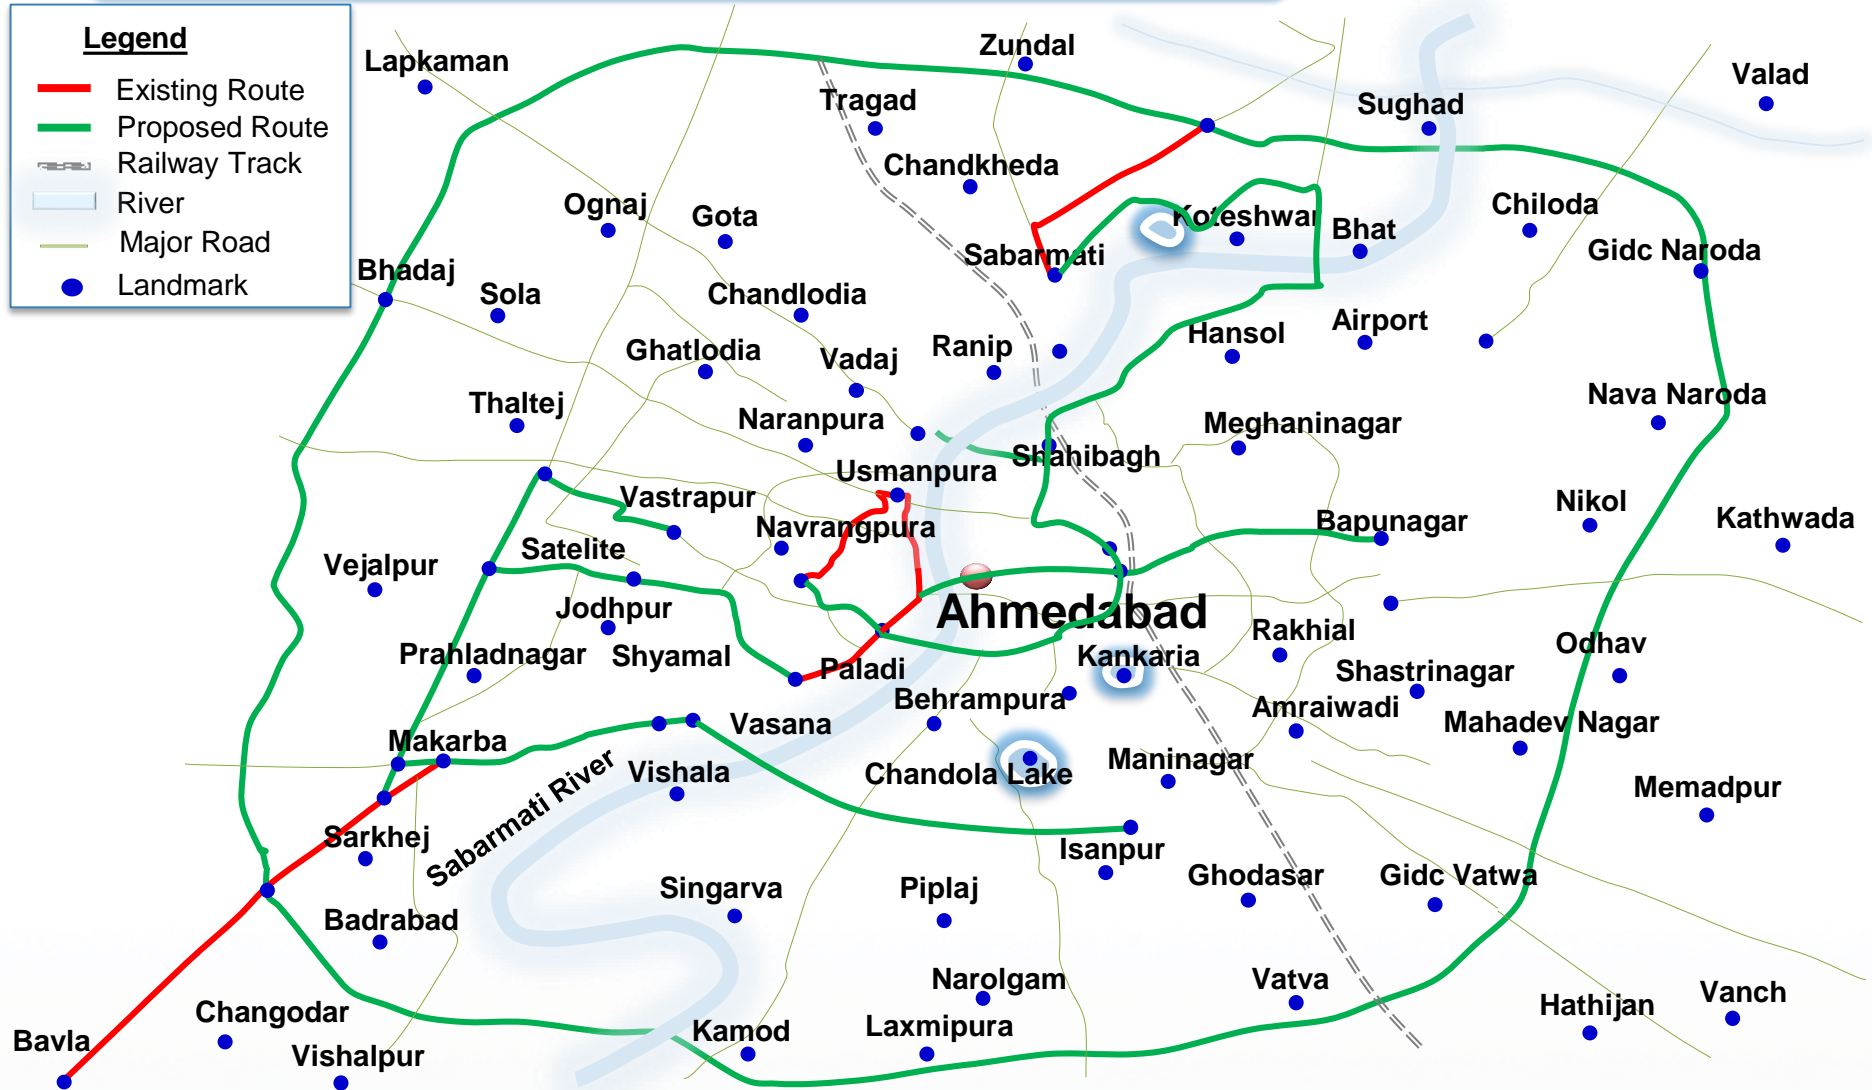 Legend
Existing Route
Proposed Route
Railway Track
River
Major Road
Landmark
Lapkaman
Zundal
Valad
Tragad
Sughad
Chandkheda
Ognaj
Gota
Koteshwar
Bhat
Chiloda
Gidc Naroda
Sabarmati
Bhadaj
Sola
Chandlodia
Hansol
Airport
Ghatlodia
Vadaj
Ranip
Thaltej
Naranpura
Nava Naroda
Meghaninagar
Shahibagh
Usmanpura
Vastrapur
Navrangpura
Bapunagar
Nikol
Kathwada
Satelite
Vejalpur
Jodhpur
Ahmedabad
Rakhial
Odhav
Prahladnagar
Shyamal
Paladi
Kankaria
Shastrinagar
Behrampura
Amraiwadi
Mahadev Nagar
Vasana
Makarba
Vishala
Chandola Lake
Maninagar
Memadpur
Sabarmati River
Sarkhej
Isanpur
Ghodasar
Gidc Vatwa
Singarva
Piplaj
Badrabad
Narolgam
Vatva
Hathijan
Vanch
Changodar
Kamod
Laxmipura
Bavla
Vishalpur